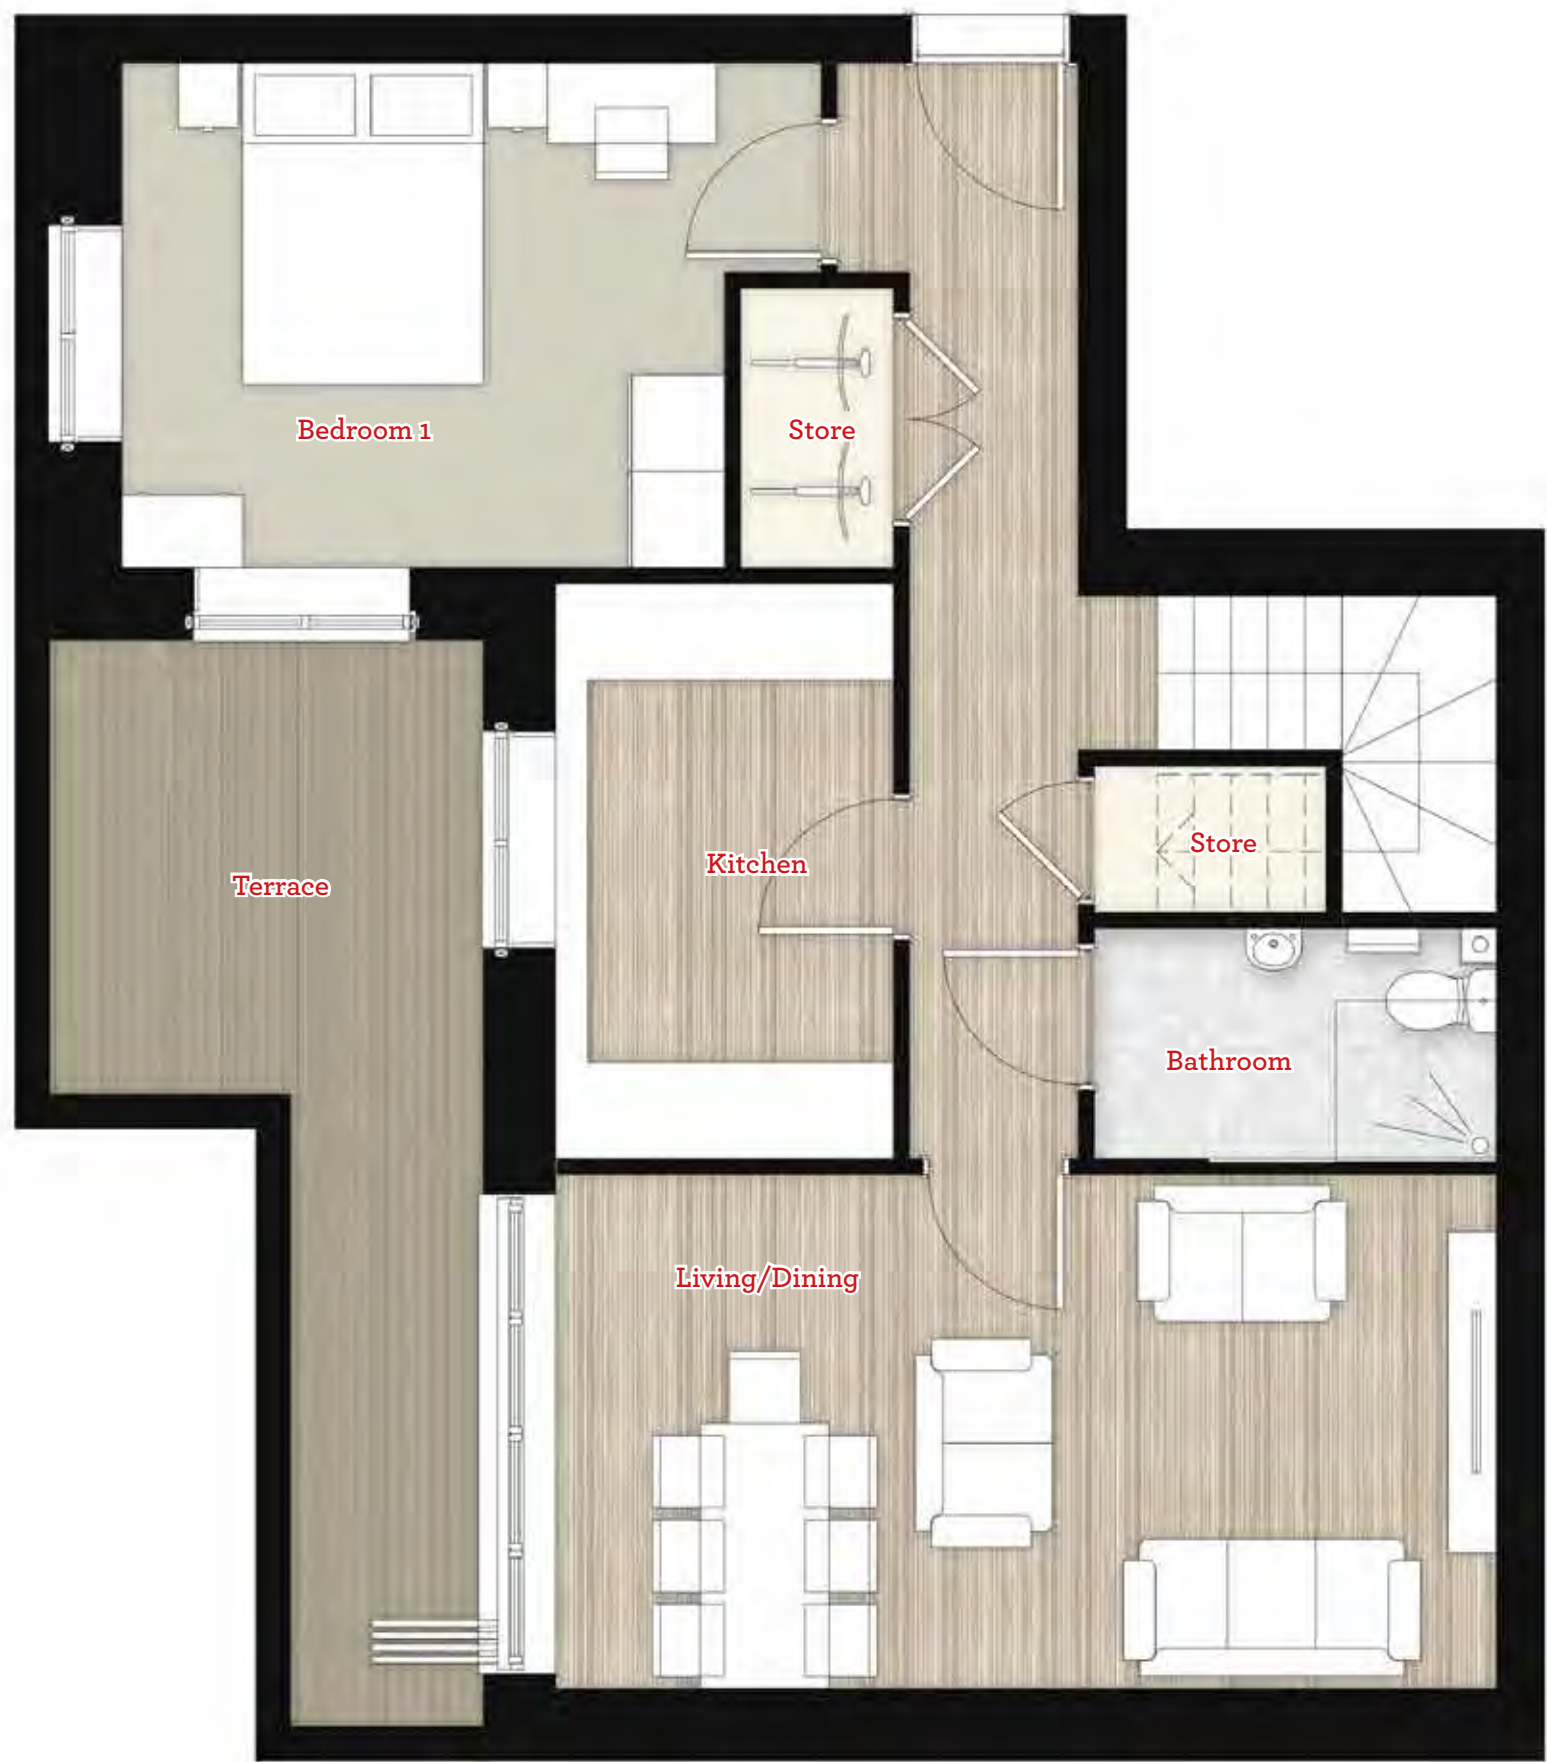 Bedroom 1
Store
Store
Kitchen
Terrace
Bathroom
Living/Dining